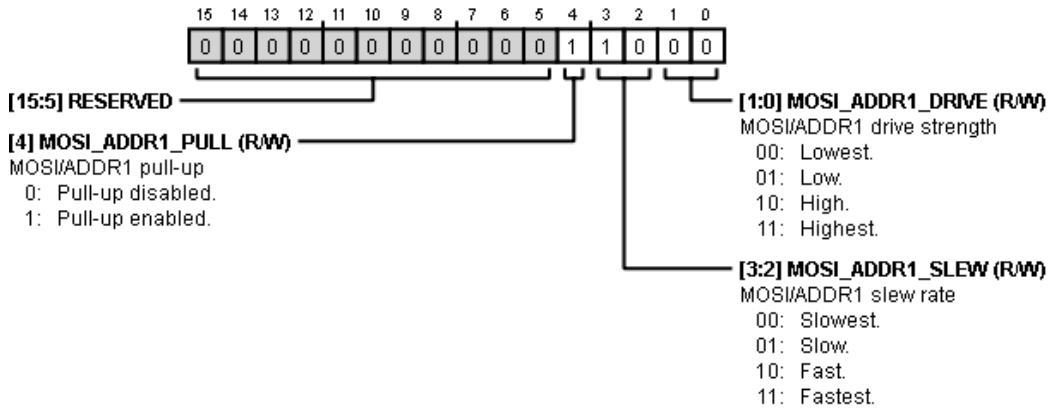 15 14 13 12 11 10 9 8 7 6 5 4 3 2 1 0
0 0 0 0 0 0 0 0 0 0 0 1 1 0 0 0
[15:5] RESERVED
[4] MOSI_ADDR1_PULL (R/W)
MOSI/ADDR1 pull-up
0: Pull-up disabled.
1: Pull-up enabled.
[1:0] MOSI_ADDR1_DRIVE (R/W)
MOSI/ADDR1 drive strength
00: Lowest.
01: Low.
10: High.
11: Highest.
[3:2] MOSI_ADDR1_SLEW (R/W)
MOSI/ADDR1 slew rate
00: Slowest.
01: Slow.
10: Fast.
11: Fastest.